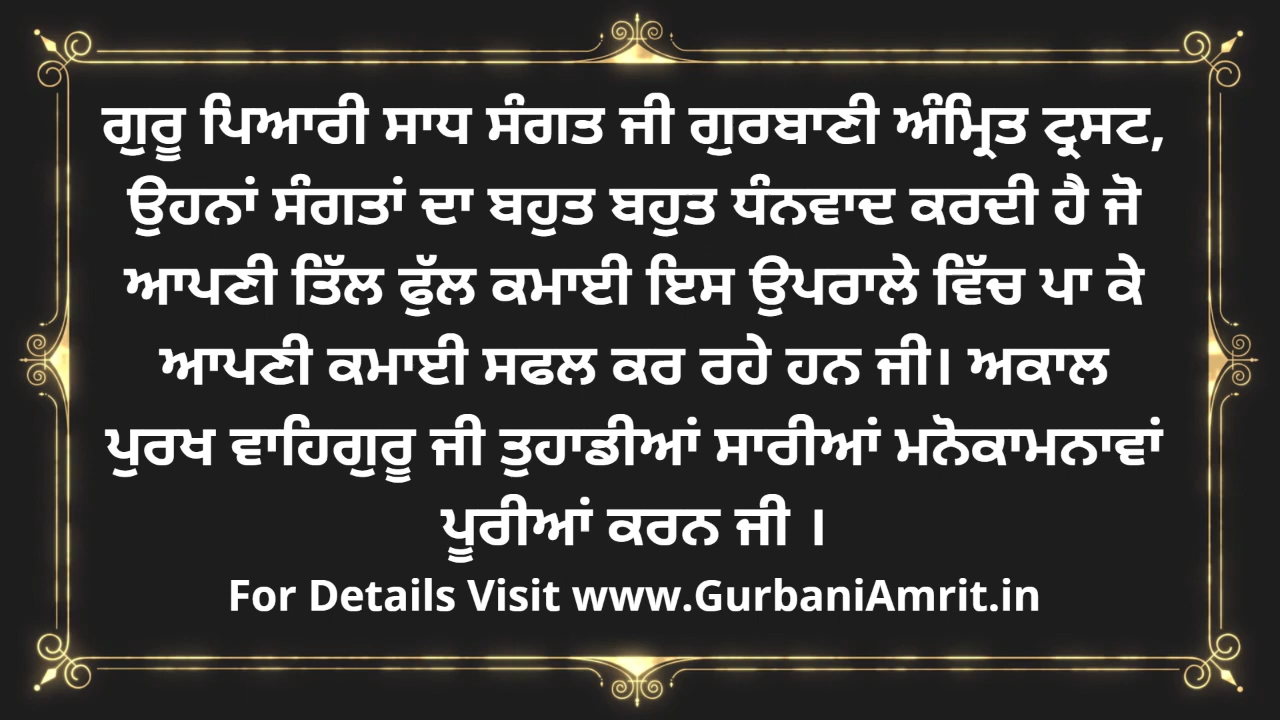 ਗੁਰੂ ਪਿਆਰੀ ਸਾਧ ਸੰਗਤ ਜੀ ਗੁਰਬਾਣੀ ਅੰਮ੍ਰਿਤ ਟ੍ਰਸਟ,
ਉਹਨਾਂ ਸੰਗਤਾਂ ਦਾ ਬਹੁਤ ਬਹੁਤ ਧੰਨਵਾਦ ਕਰਦੀ ਹੈ ਜੋ
ਆਪਣੀ ਤਿੱਲ ਫੁੱਲ ਕਮਾਈ ਇਸ ਉਪਰਾਲੇ ਵਿੱਚ ਪਾ ਕੇ
ਆਪਣੀ ਕਮਾਈ ਸਫਲ ਕਰ ਰਹੇ ਹਨ ਜੀ। ਅਕਾਲ
ਪੁਰਖ ਵਾਹਿਗੁਰੂ ਜੀ ਤੁਹਾਡੀਆਂ ਸਾਰੀਆਂ ਮਨੋਕਾਮਨਾਵਾਂ
ਪੂਰੀਆਂ ਕਰਨ ਜੀ ।
For Details Visit www.GurbaniAmrit.in